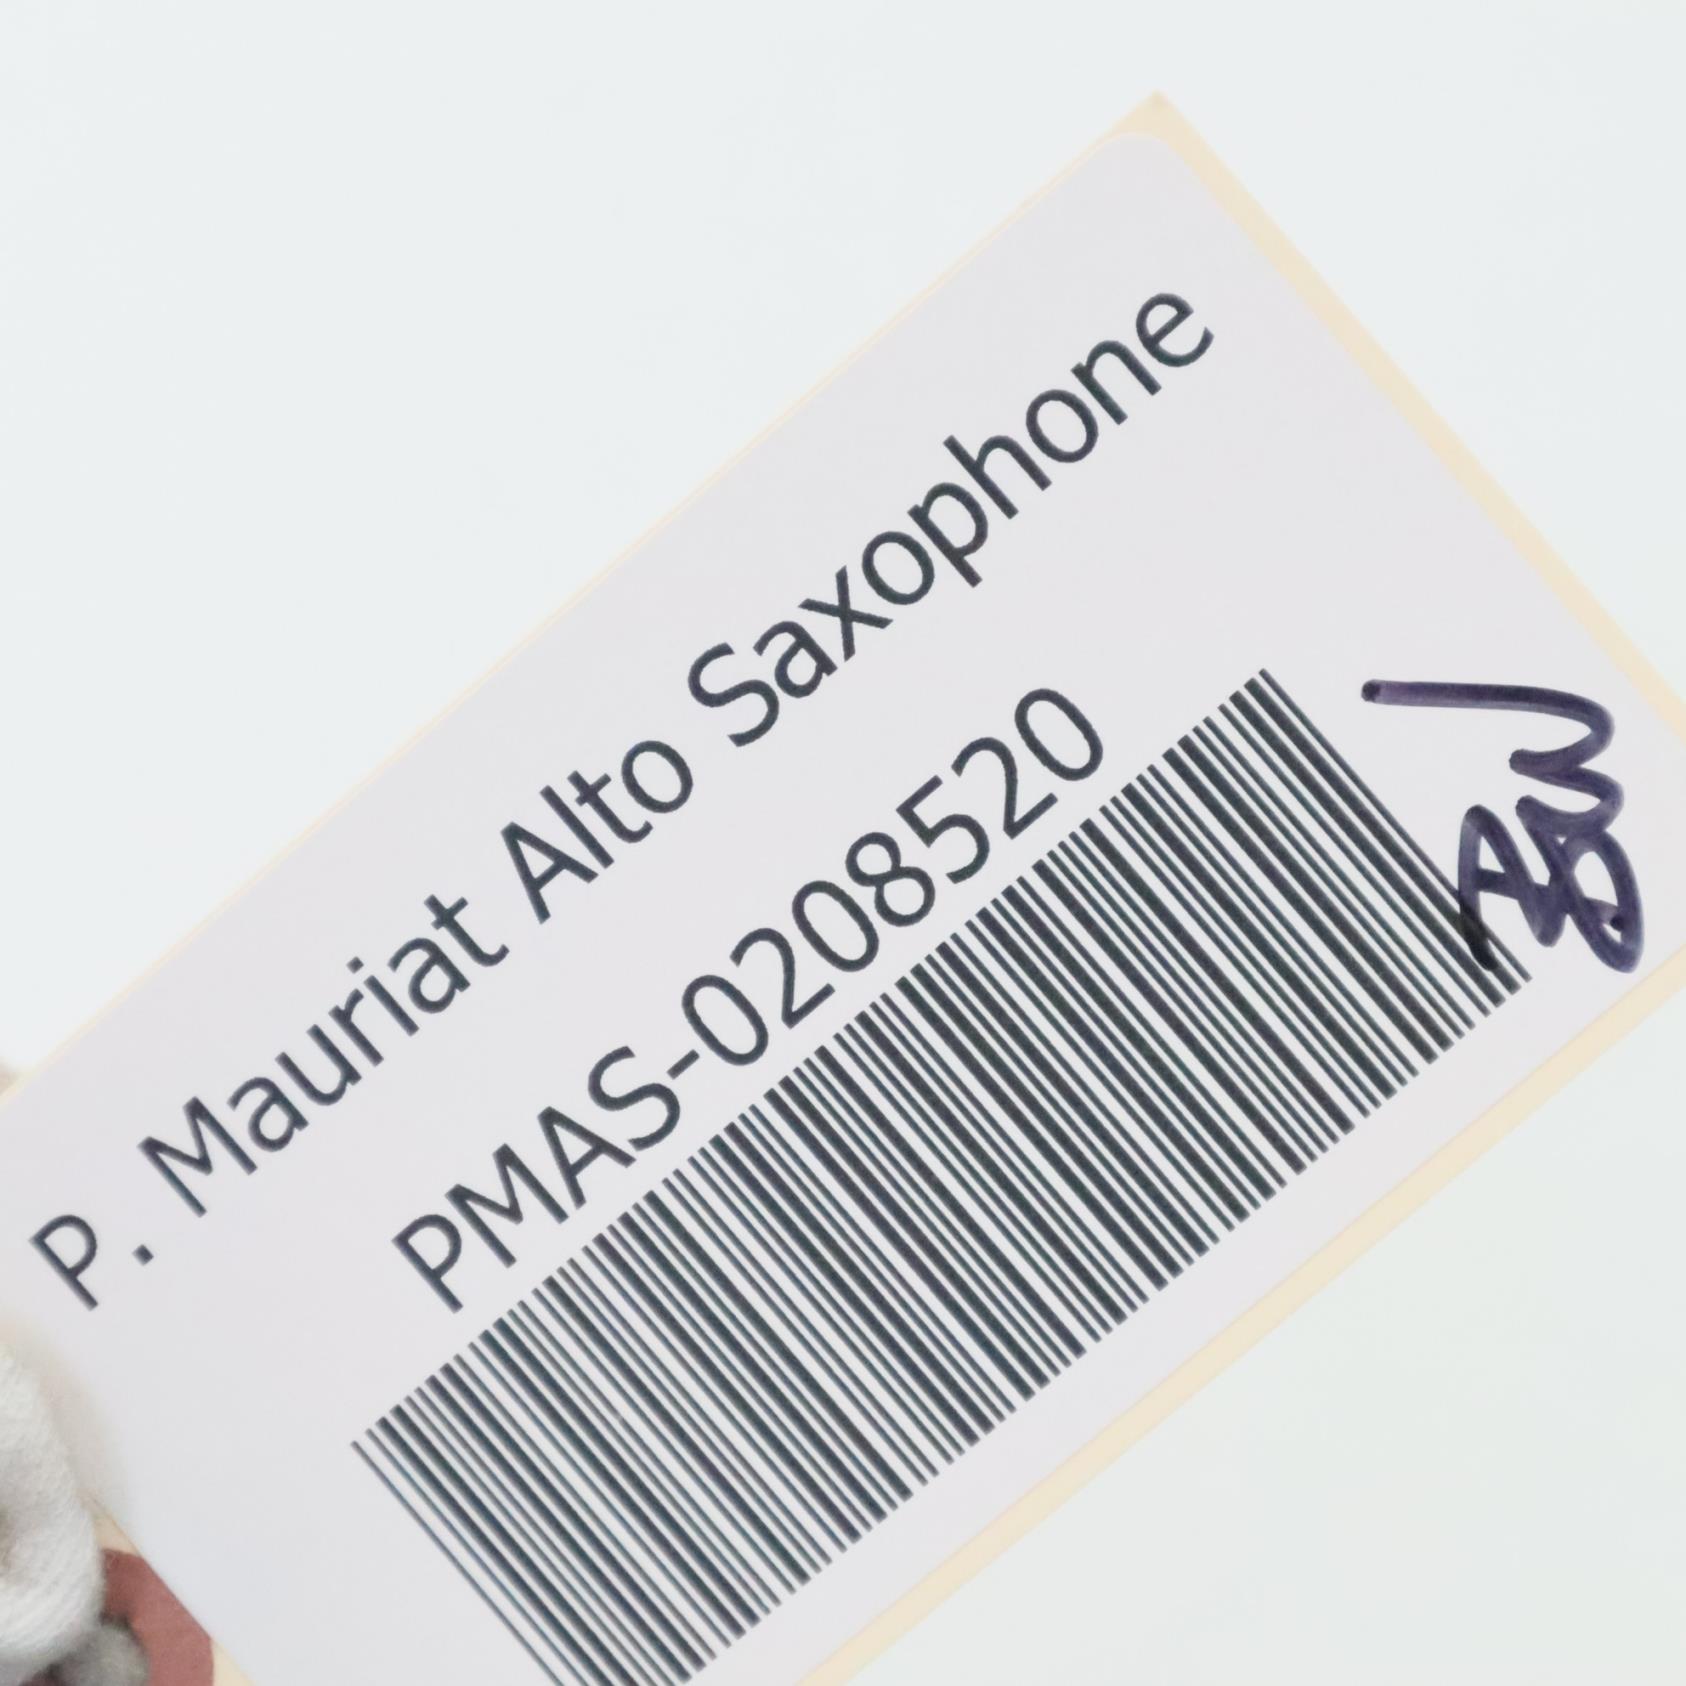 P. Mauriat Alto Saxophone
PMAS-0208520